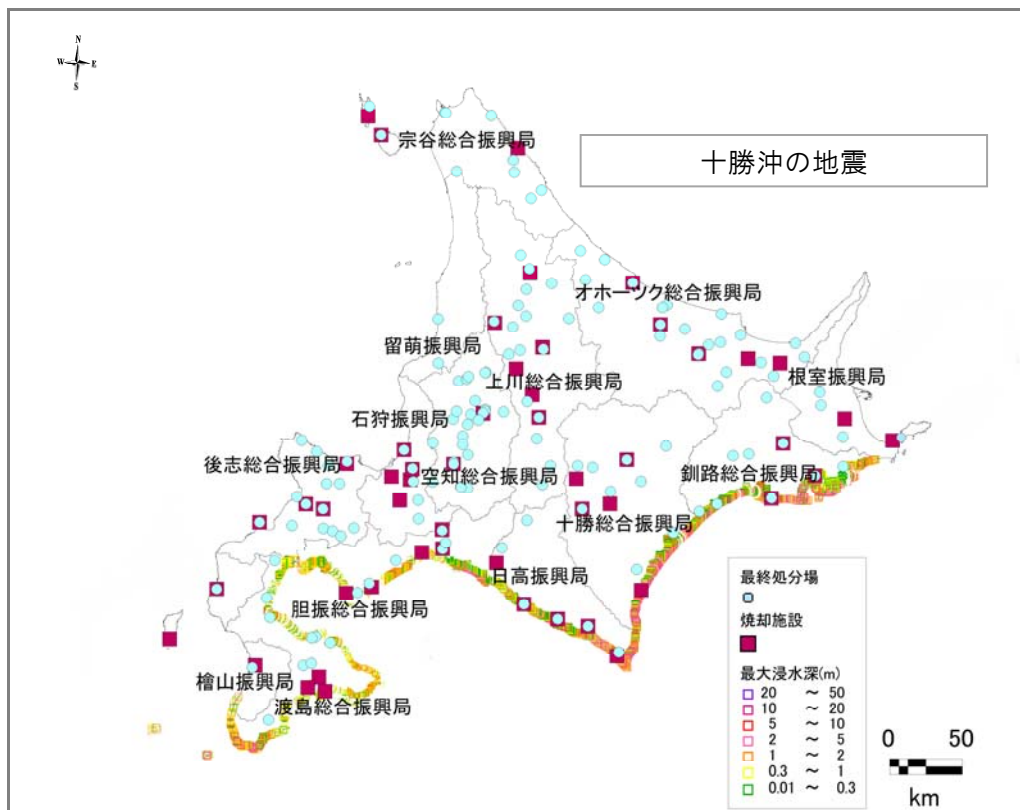 N
W E
S
宗谷総合振興局
十勝沖の地震
オホーツク総合振興局
留萌振興局
上川総合振興局
根室振興局
石狩振興局
後志総合振興局
空知総合振興局
釧路総合振興局
十勝総合振興局
日高振興局
胆振総合振興局
檜山振興局
渡島総合振興局
最終処分場
焼却施設
最大浸水深(m)
20 ～ 50
10 ～ 20
5 ～ 10
2 ～ 5
1 ～ 2
0.3 ～ 1
0.01 ～ 0.3
0 50
km